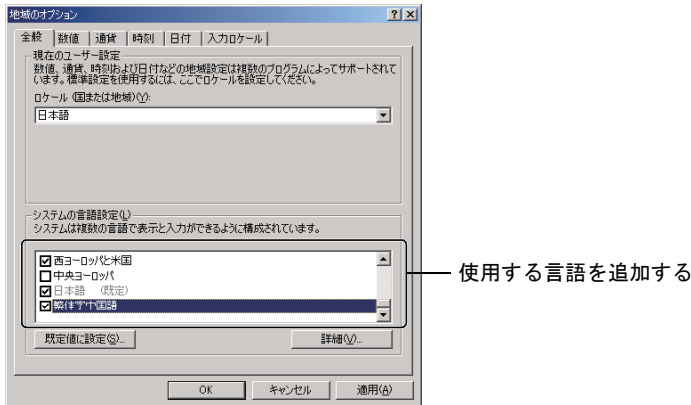 地域のオプション
全般 数値 通貨 時刻 日付 入力ロケール
現在のユーザー設定
数値、通貨、時刻および日付などの地域設定は複数のプログラムによってサポートされて
います。標準設定を使用するには、ここでロケールを設定してください。
ロケール (国または地域)(Y):
日本語
システムの言語設定(L)
システムは複数の言語で表示と入力ができるように構成されています。
西ヨーロッパと米国
中央ヨーロッパ
日本語 (既定)
繁体字中国語
使用する言語を追加する
既定値に設定(S)... 詳細(V)...
OK キャンセル 適用(A)